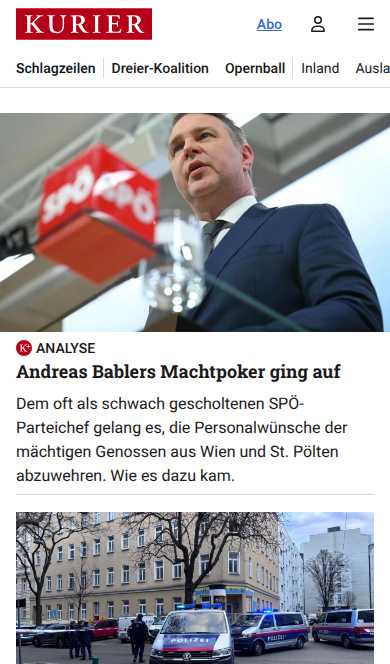 KURIER
Abo
Schlagzeilen Dreier-Koalition Opernball Inland Ausla
SPÖ SPÖ
K+ ANALYSE
Andreas Bablers Machtpoker ging auf
Dem oft als schwach gescholtenen SPÖ-
Parteichef gelang es, die Personalwünsche der
mächtigen Genossen aus Wien und St. Pölten
abzuwehren. Wie es dazu kam.
POLIZEI